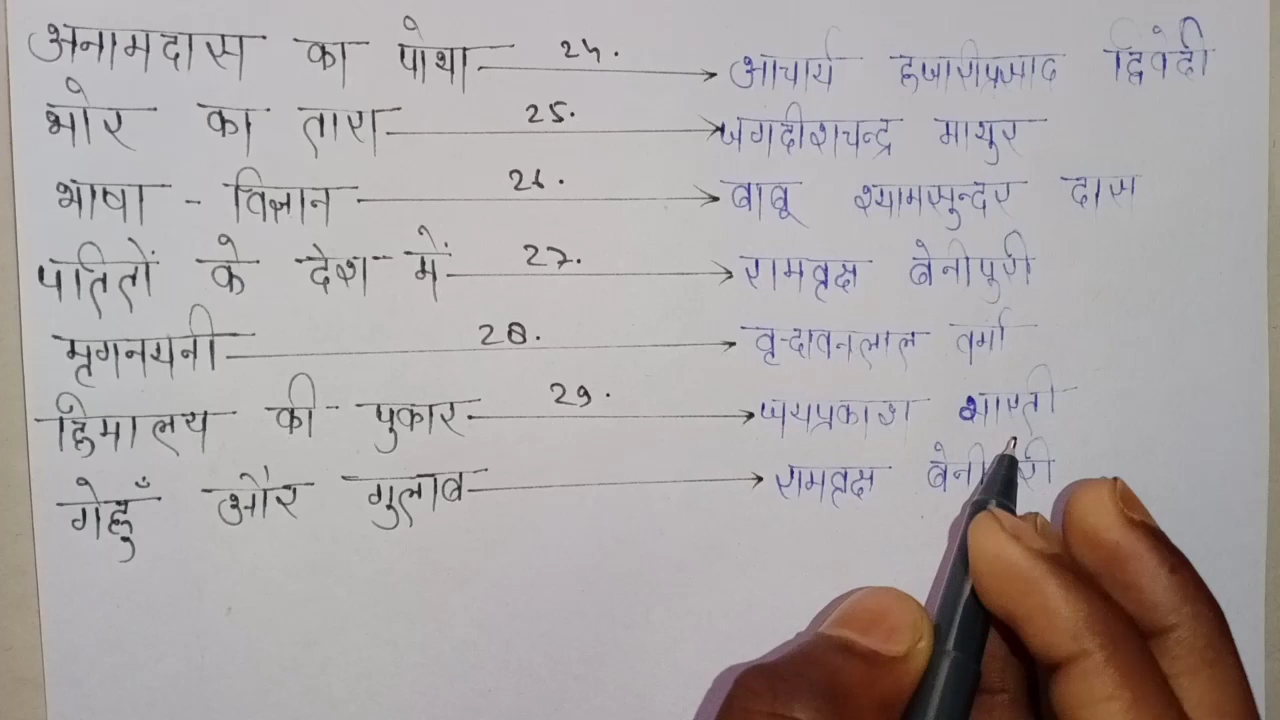 अनामदास का पोथा 24. आचार्य हजारीप्रसाद द्विवेदी
भोर का तारा 25. जगदीशचन्द्र माथुर
भाषा - विज्ञान 26. बाबू श्यामसुन्दर दास
पतितों के देश में 27. रामवृक्ष बेनीपुरी
मृगनयनी 28. वृन्दावनलाल वर्मा
हिमालय की पुकार 29. जयप्रकाश भारती
गेहुँ और गुलाब रामवृक्ष